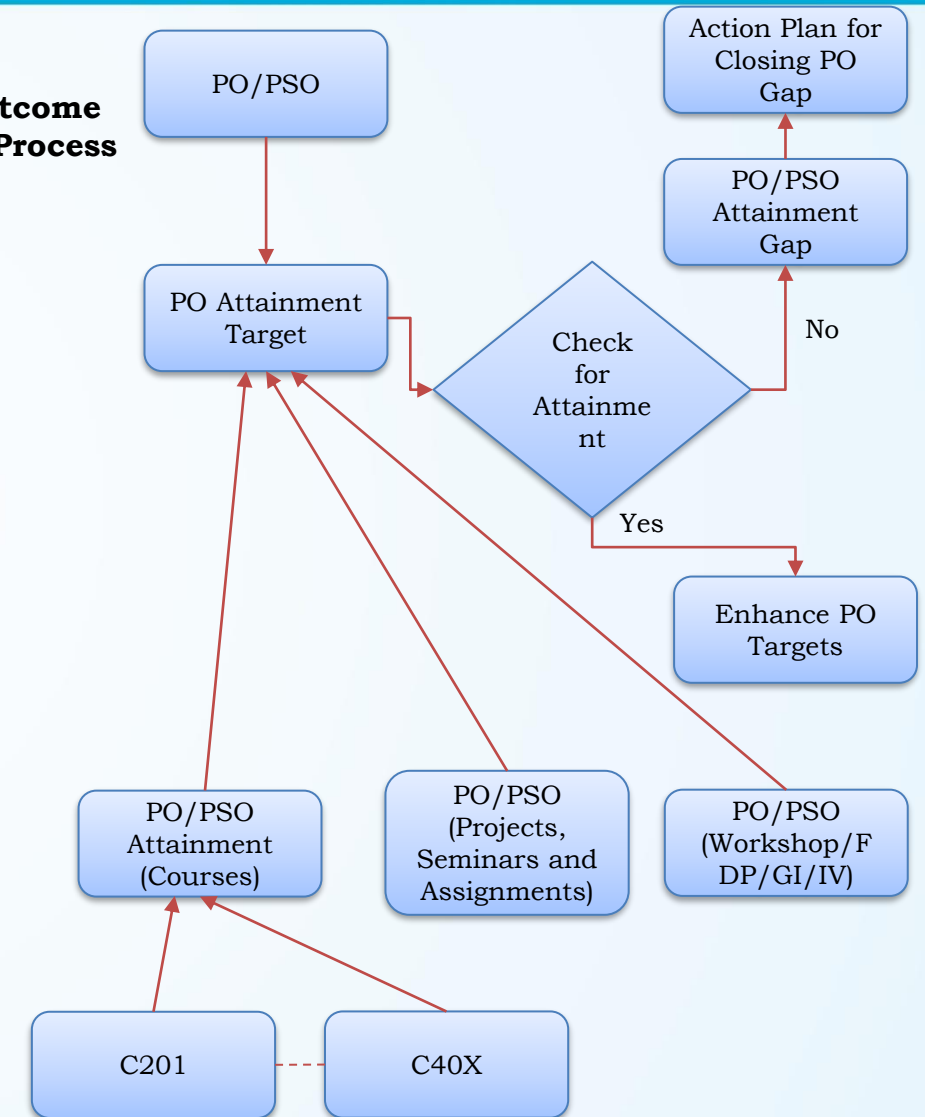 tcome
Process
PO/PSO
Action Plan for
Closing PO
Gap
PO/PSO
Attainment
Gap
PO Attainment
Target
Check
for
Attainme
nt
No
Yes
Enhance PO
Targets
PO/PSO
Attainment
(Courses)
PO/PSO
(Projects,
Seminars and
Assignments)
PO/PSO
(Workshop/F
DP/GI/IV)
C201
C40X